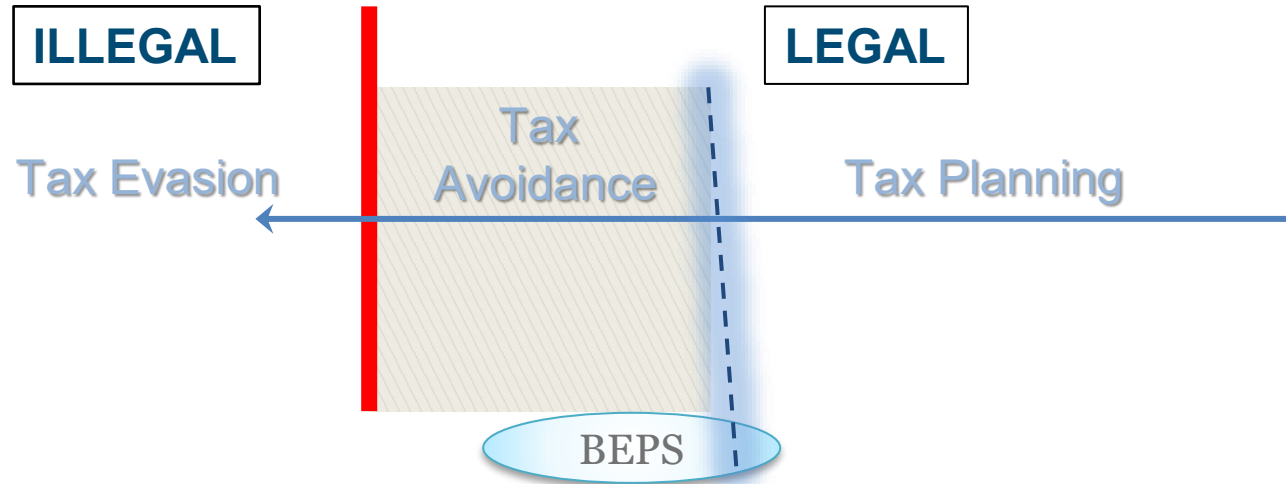 ILLEGAL
LEGAL
Tax Evasion
Tax
Avoidance
Tax Planning
BEPS